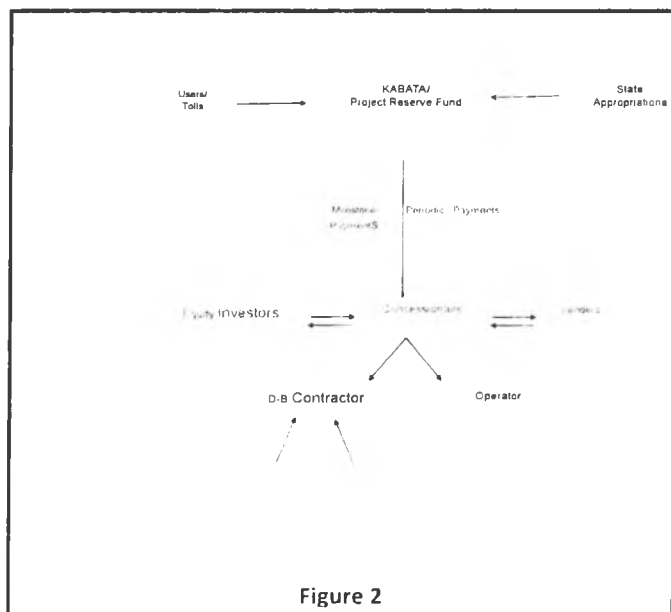 Users/
Tolls
KABATA/
Project Reserve Fund
State
Appropriations
Milestone
Payments
Periodic Payments
Equity Investors
Concessionaire
Lenders
D-B Contractor
Operator
Figure 2